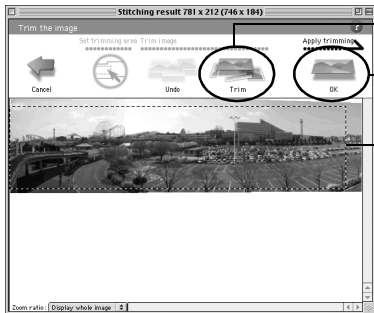 Stitching result 781 x 212 (746 x 184)
Trim the image
Set trimming area Trim image Apply trimming
Cancel Undo Trim OK
Zoom ratio: Display whole image